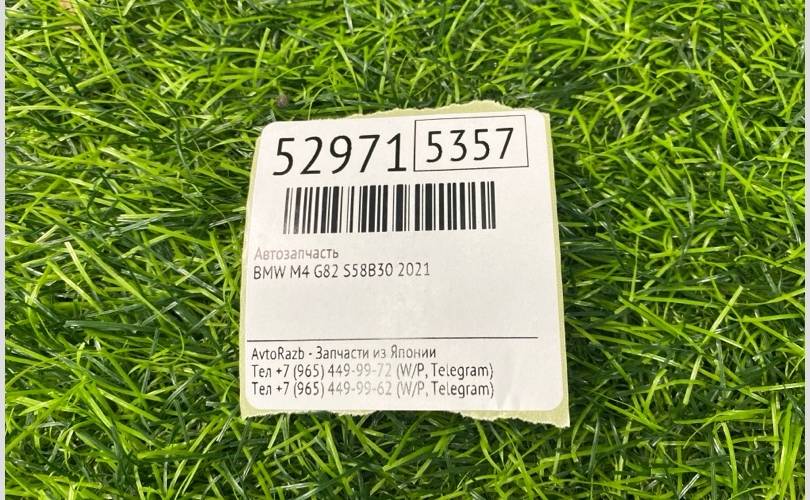 52971 5357
Автозапчасть
BMW M4 G82 S58B30 2021
AvtoRazb - Запчасти из Японии
Тел +7 (965) 449-99-72 (W/P, Telegram)
Тел +7 (965) 449-99-62 (W/P, Telegram)